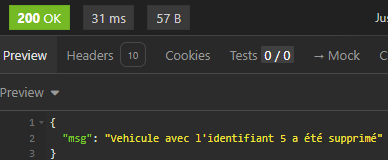 200 OK 31 ms 57 B Jus
Preview Headers 10 Cookies Tests 0 / 0 → Mock C
Preview
1 {
2 "msg": "Vehicule avec l'identifiant 5 a été supprimé"
3 }